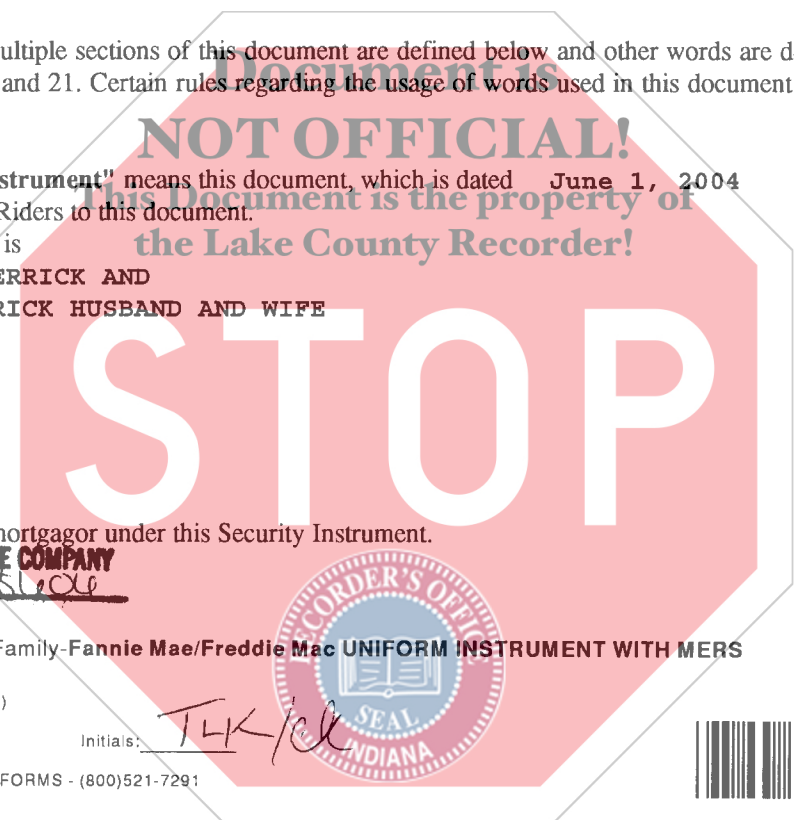 ultiple sections of this document are defined below and other words are d
Document is
and 21. Certain rules regarding the usage of words used in this document
NOT OFFICIAL!
strument" means this document, which is dated June 1, 2004
This Document is the property of
Riders to this document.
is
the Lake County Recorder!
ERRICK AND
RICK HUSBAND AND WIFE
STOP
ortgagor under this Security Instrument.
E COMPANY
RECORDER'S OFFICE
Family-Fannie Mae/Freddie Mac UNIFORM INSTRUMENT WITH MERS
)
SEAL
Initials:
INDIANA
FORMS - (800)521-7291